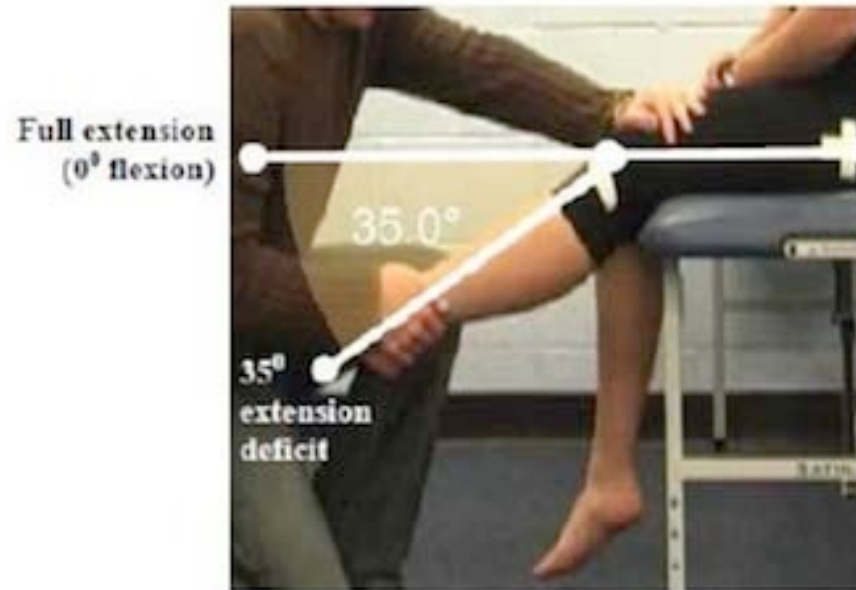 Full extension
(0⁰ flexion)
35.0°
35⁰
extension
deficit